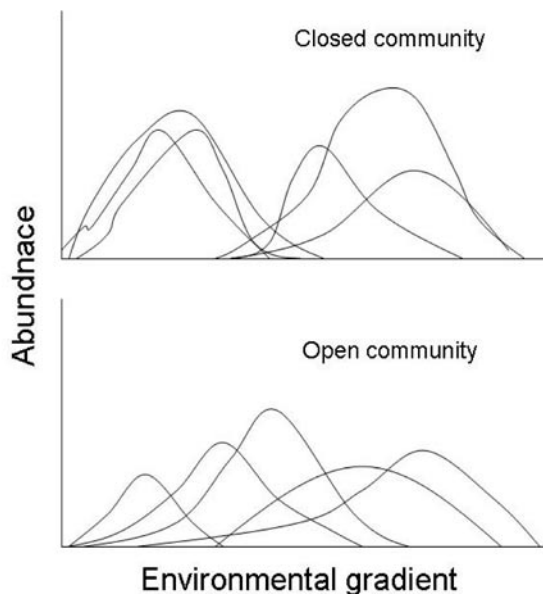 Closed community
Abundnace
Open community
Environmental gradient